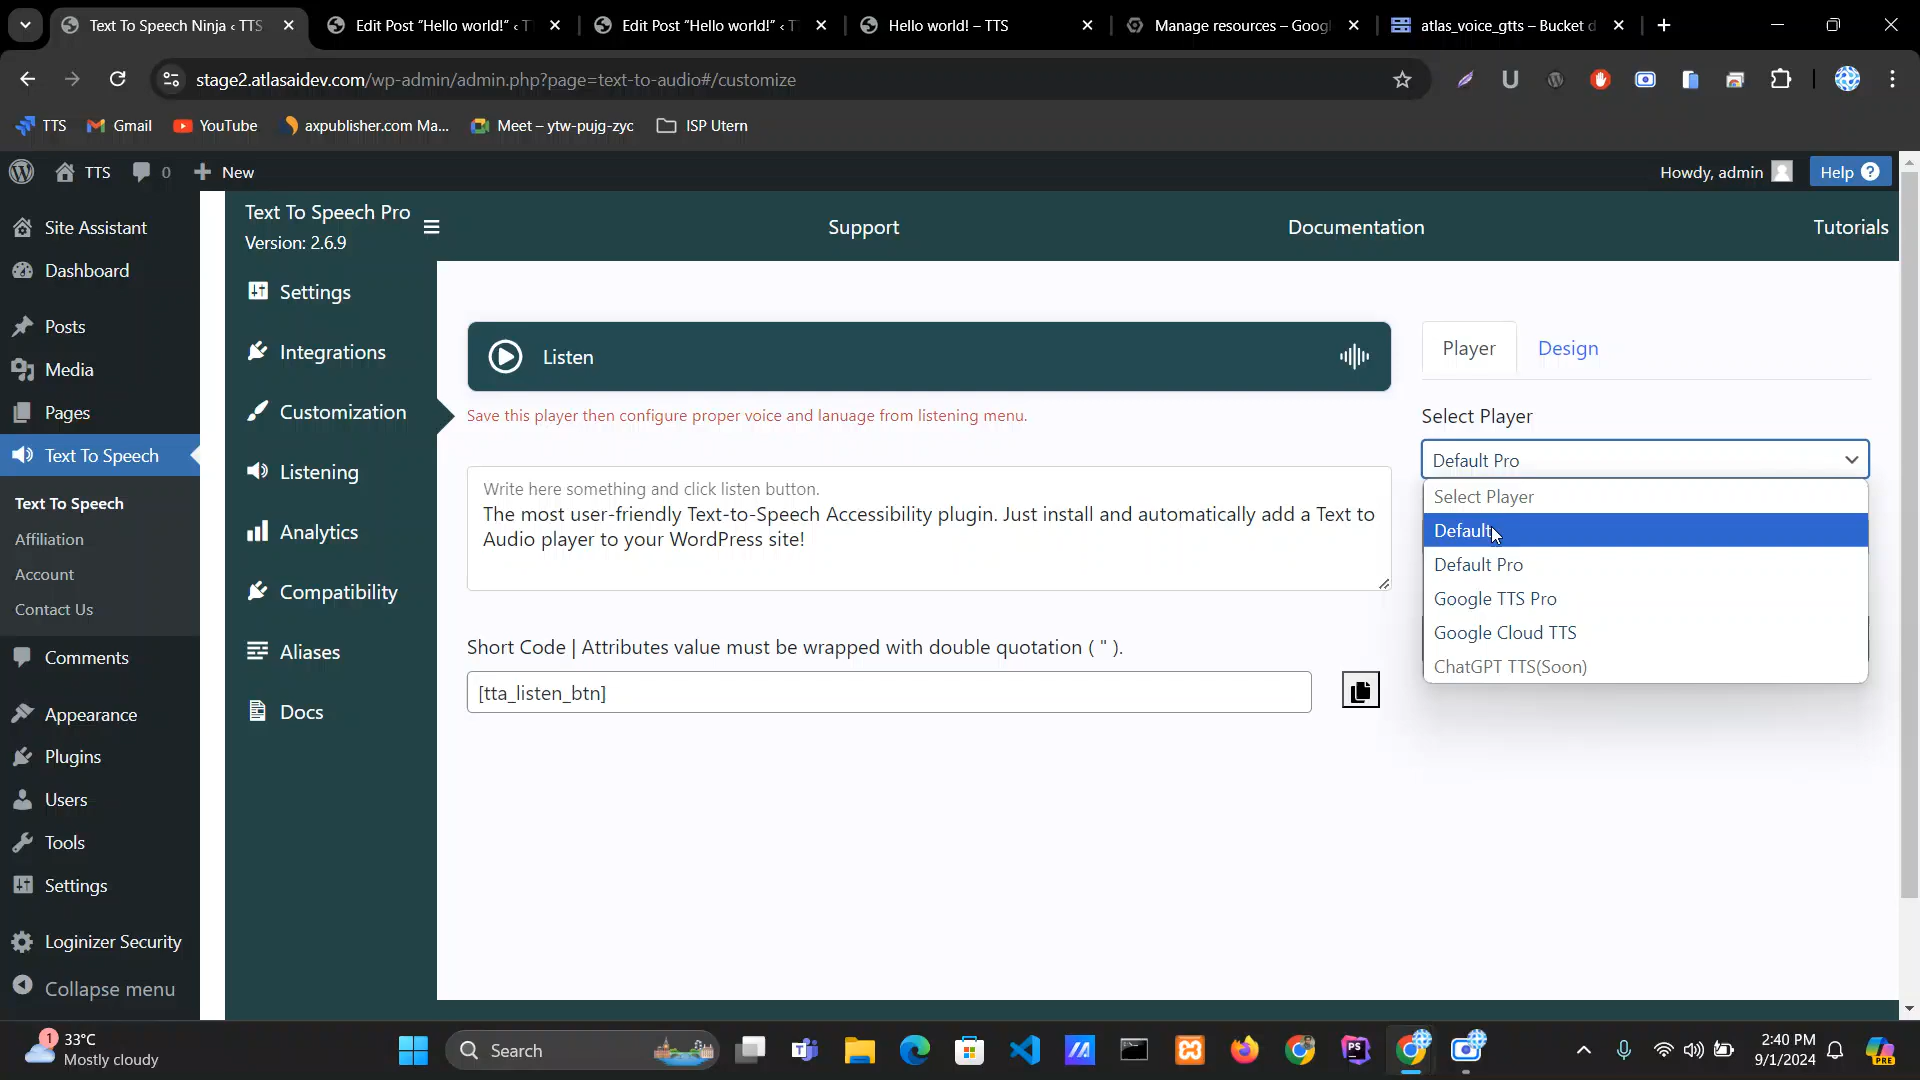 Text To Speech Ninja ‹ TTS
Edit Post “Hello world!” ‹ T
Edit Post “Hello world!” ‹ T
Hello world! – TTS
Manage resources – Googl
atlas_voice_gtts – Bucket d
stage2.atlasaidev.com/wp-admin/admin.php?page=text-to-audio#/customize
TTS
Gmail
YouTube
axpublisher.com Ma...
Meet – ytw-pujg-zyc
ISP Utern
TTS
0
New
Howdy, admin
Help
Site Assistant
Dashboard
Posts
Media
Pages
Text To Speech
Text To Speech
Affiliation
Account
Contact Us
Comments
Appearance
Plugins
Users
Tools
Settings
Loginizer Security
Collapse menu
Text To Speech Pro
Version: 2.6.9
Support
Documentation
Tutorials
Settings
Integrations
Customization
Listening
Analytics
Compatibility
Aliases
Docs
Listen
Save this player then configure proper voice and lanuage from listening menu.
Write here something and click listen button.
The most user-friendly Text-to-Speech Accessibility plugin. Just install and automatically add a Text to
Audio player to your WordPress site!
Short Code | Attributes value must be wrapped with double quotation ( " ).
[tta_listen_btn]
Player
Design
Select Player
Default Pro
Select Player
Default
Default Pro
Google TTS Pro
Google Cloud TTS
ChatGPT TTS(Soon)
1
33°C
Mostly cloudy
Search
2:40 PM
9/1/2024
PRE